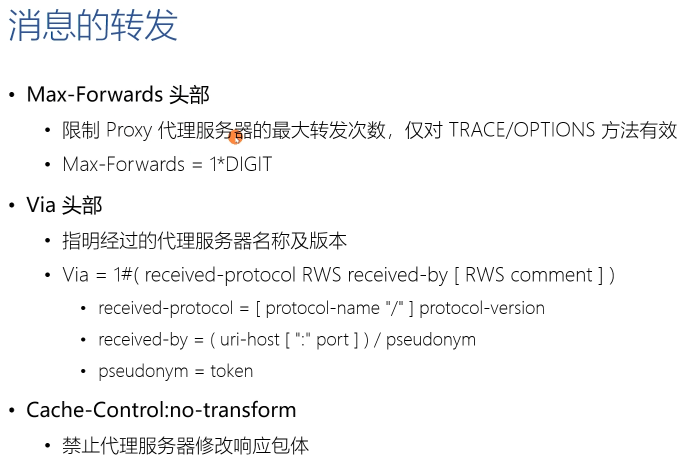 消息的转发
• Max-Forwards 头部
• 限制 Proxy 代理服务器的最大转发次数，仅对 TRACE/OPTIONS 方法有效
• Max-Forwards = 1*DIGIT
• Via 头部
• 指明经过的代理服务器名称及版本
• Via = 1#( received-protocol RWS received-by [ RWS comment ] )
• received-protocol = [ protocol-name "/" ] protocol-version
• received-by = ( uri-host [ ":" port ] ) / pseudonym
• pseudonym = token
• Cache-Control:no-transform
• 禁止代理服务器修改响应包体